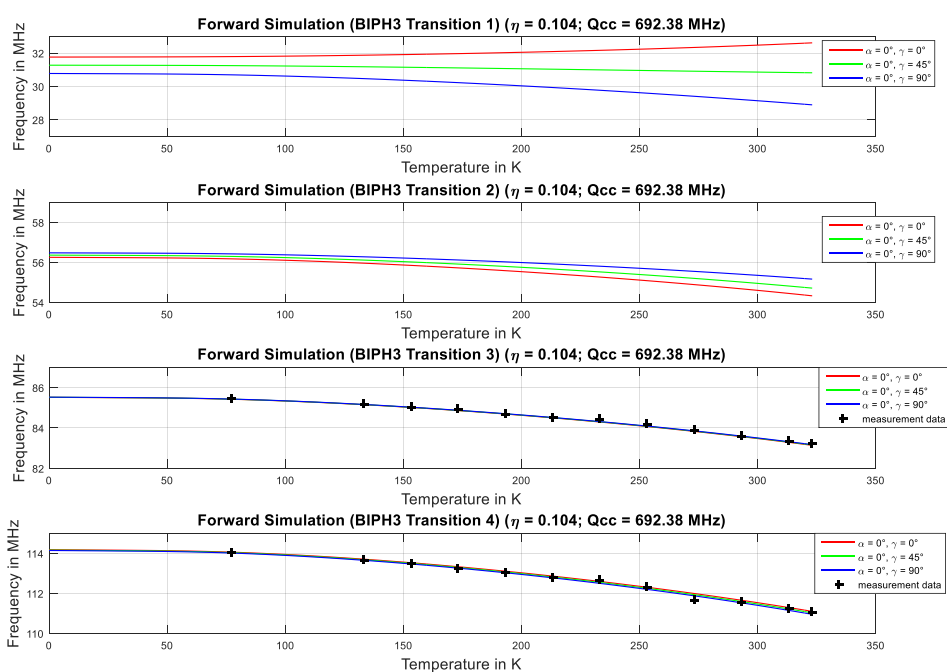 Forward Simulation (BIPH3 Transition 1) (η = 0.104; Qcc = 692.38 MHz)
Frequency in MHz
32
30
28
0 50 100 150 200 250 300 350
Temperature in K
α = 0°, γ = 0°
α = 0°, γ = 45°
α = 0°, γ = 90°
Forward Simulation (BIPH3 Transition 2) (η = 0.104; Qcc = 692.38 MHz)
Frequency in MHz
58
56
54
0 50 100 150 200 250 300 350
Temperature in K
α = 0°, γ = 0°
α = 0°, γ = 45°
α = 0°, γ = 90°
Forward Simulation (BIPH3 Transition 3) (η = 0.104; Qcc = 692.38 MHz)
Frequency in MHz
86
84
82
0 50 100 150 200 250 300 350
Temperature in K
α = 0°, γ = 0°
α = 0°, γ = 45°
α = 0°, γ = 90°
measurement data
Forward Simulation (BIPH3 Transition 4) (η = 0.104; Qcc = 692.38 MHz)
Frequency in MHz
114
112
110
0 50 100 150 200 250 300 350
Temperature in K
α = 0°, γ = 0°
α = 0°, γ = 45°
α = 0°, γ = 90°
measurement data